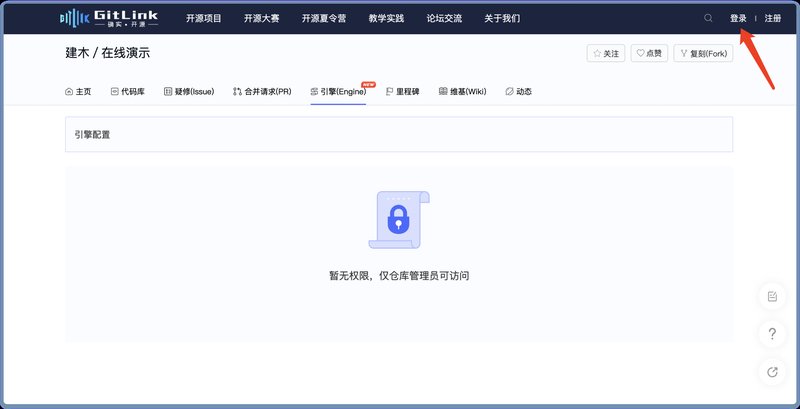 GitLink
确实·开源
开源项目 开源大赛 开源夏令营 教学实践 论坛交流 关于我们 登录 | 注册
建木 / 在线演示 关注 点赞 复刻(Fork)
主页 代码库 疑修(Issue) 合并请求(PR) 引擎(Engine) NEW 里程碑 维基(Wiki) 动态
引擎配置
暂无权限，仅仓库管理员可访问
?